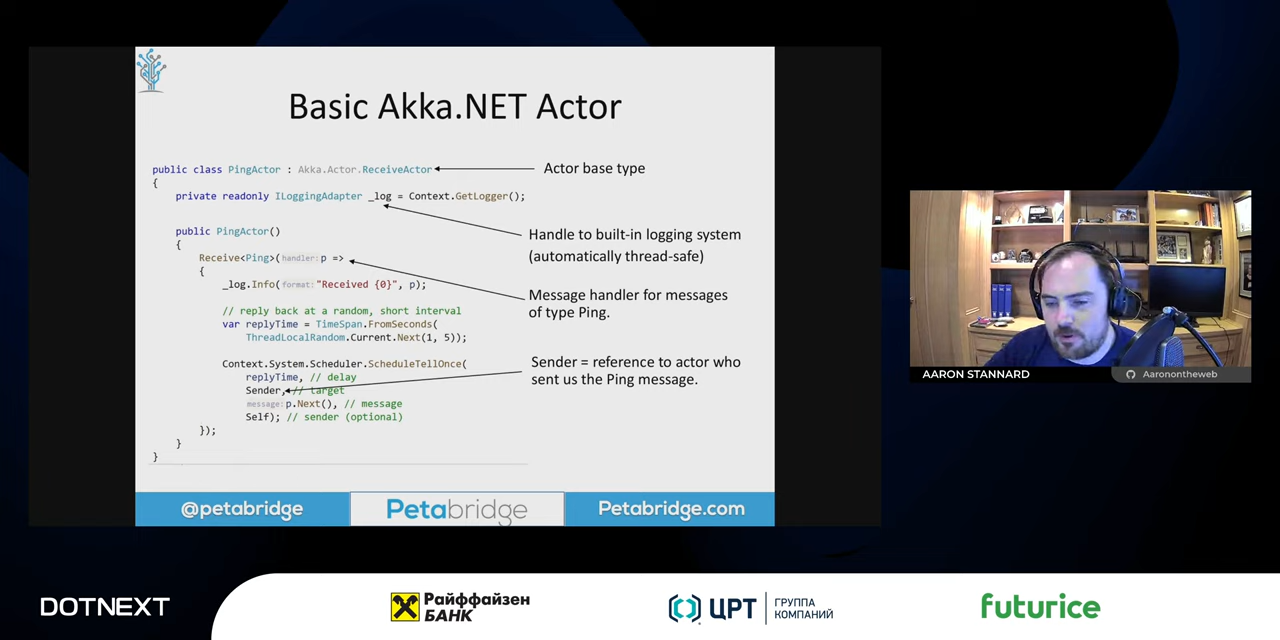 Basic Akka.NET Actor
public class PingActor : Akka.Actor.ReceiveActor
Actor base type
{
private readonly ILoggingAdapter _log = Context.GetLogger();
Handle to built-in logging system
(automatically thread-safe)
public PingActor()
{
Receive<Ping>(handler: p =>
{
_log.Info(format: "Received {0}", p);
Message handler for messages
of type Ping.
// reply back at a random, short interval
var replyTime = TimeSpan.FromSeconds(
ThreadLocalRandom.Current.Next(1, 5));
Context.System.Scheduler.ScheduleTellOnce(
replyTime, // delay
Sender, // target
message: p.Next(), // message
Self); // sender (optional)
Sender = reference to actor who
sent us the Ping message.
});
}
}
@petabridge
Petabridge
Petabridge.com
AARON STANNARD
Aaronontheweb
DOTNEXT
Райффайзен
БАНК
ЦРТ
ГРУППА
КОМПАНИЙ
futurice